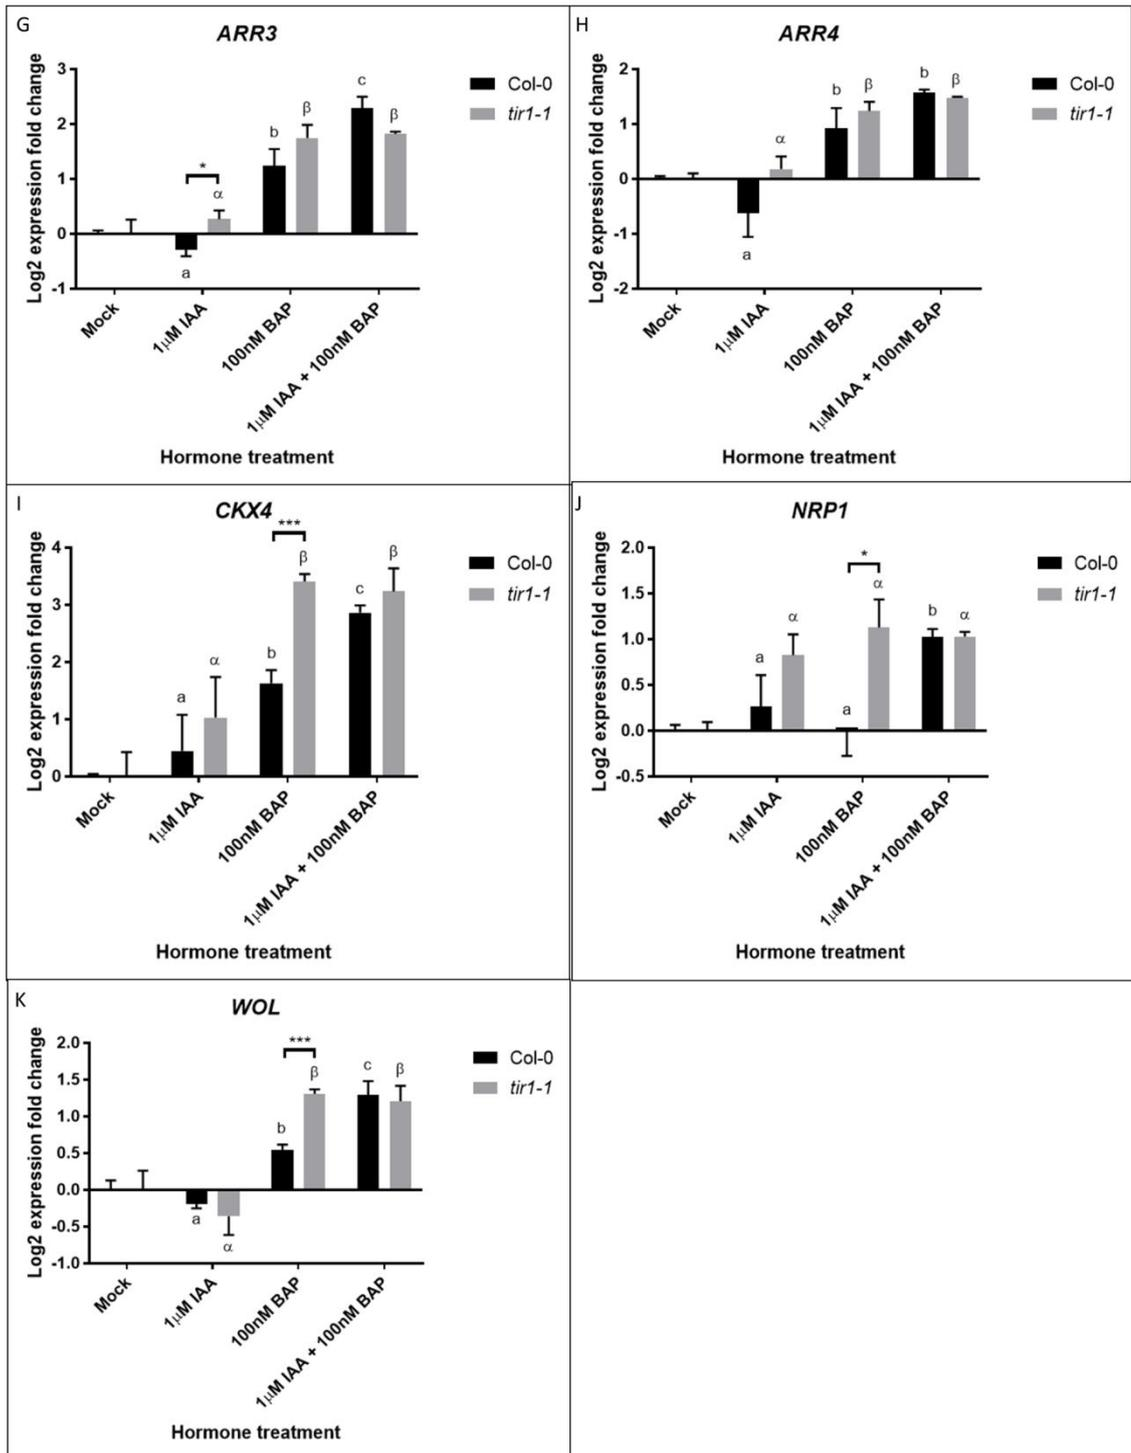 G
ARR3
Log2 expression fold change
3
2
1
0
-1
a
*
α
b
β
c
β
Col-0
tir1-1
Mock
1μM IAA
100nM BAP
1μM IAA + 100nM BAP
Hormone treatment
H
ARR4
Log2 expression fold change
2
1
0
-1
-2
a
α
b
β
b
β
Col-0
tir1-1
Mock
1μM IAA
100nM BAP
1μM IAA + 100nM BAP
Hormone treatment
I
CKX4
Log2 expression fold change
4
3
2
1
0
a
α
b
***
β
c
β
Col-0
tir1-1
Mock
1μM IAA
100nM BAP
1μM IAA + 100nM BAP
Hormone treatment
J
NRP1
Log2 expression fold change
2.0
1.5
1.0
0.5
0.0
-0.5
a
α
a
*
α
b
α
Col-0
tir1-1
Mock
1μM IAA
100nM BAP
1μM IAA + 100nM BAP
Hormone treatment
K
WOL
Log2 expression fold change
2.0
1.5
1.0
0.5
0.0
-0.5
-1.0
a
α
b
***
β
c
β
Col-0
tir1-1
Mock
1μM IAA
100nM BAP
1μM IAA + 100nM BAP
Hormone treatment